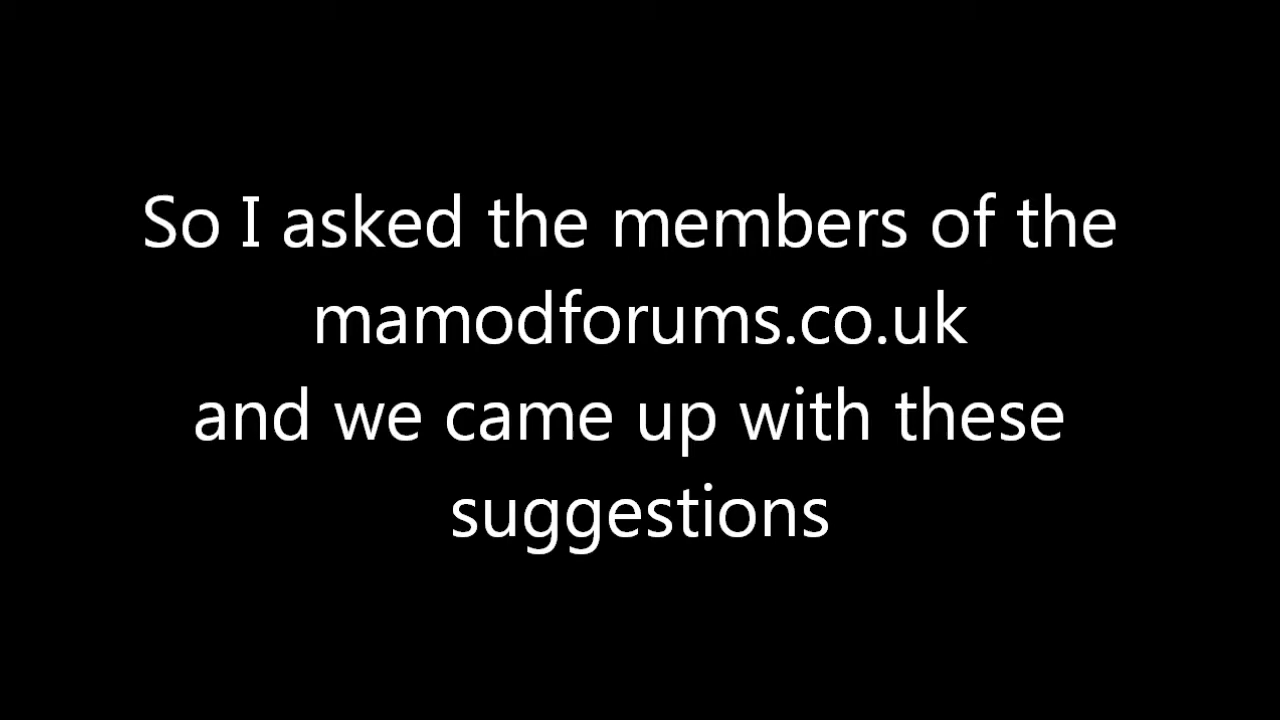 So I asked the members of the
mamodforums.co.uk
and we came up with these
suggestions